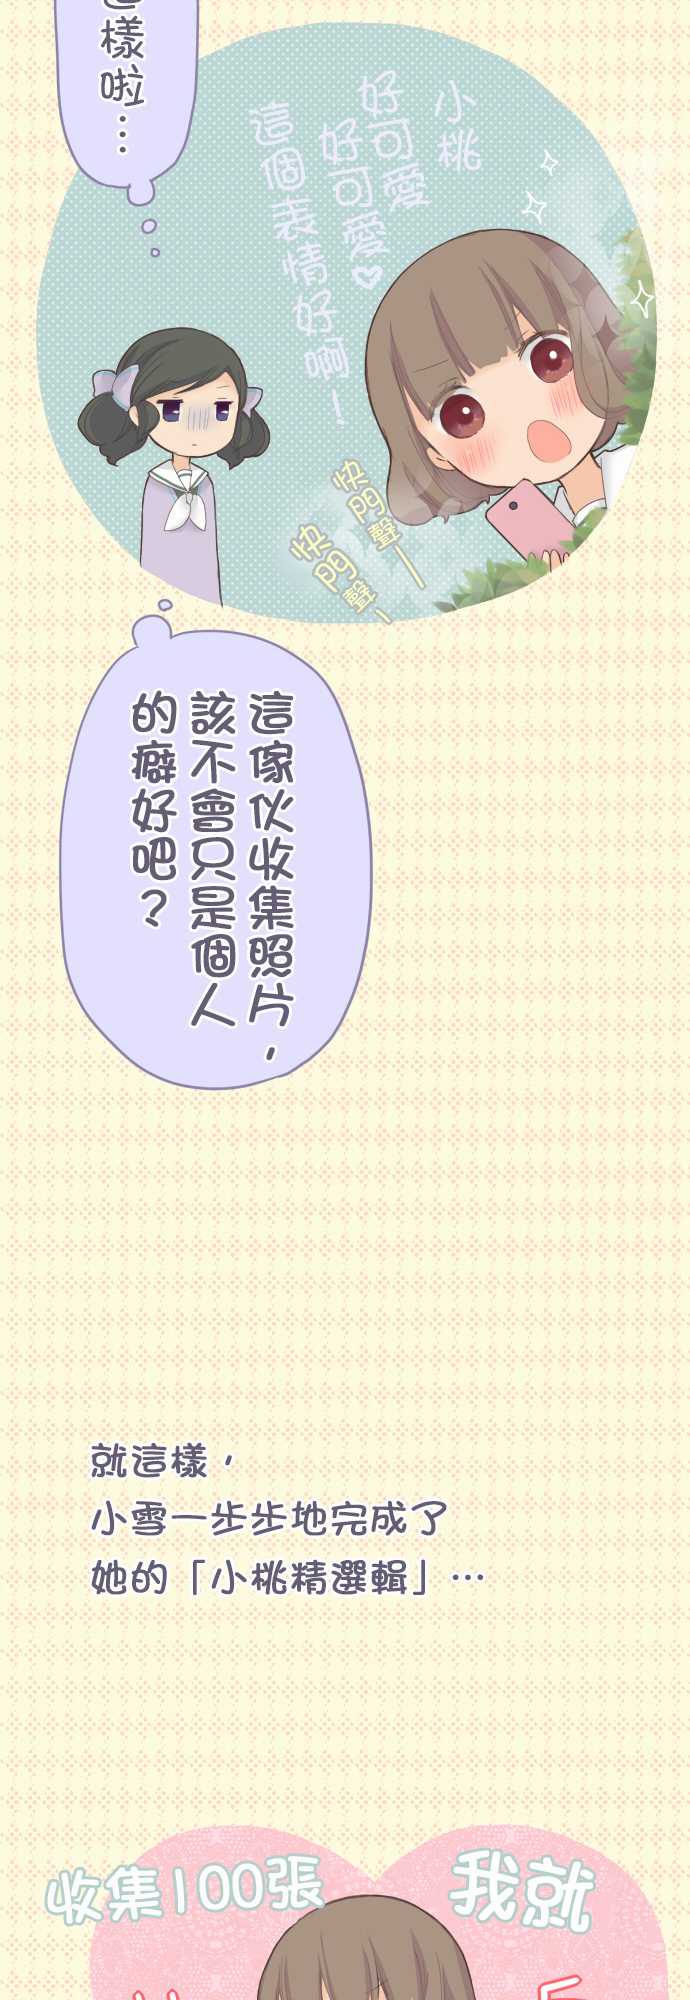 樣啦…
小桃
好可愛
好可愛♥
這個表情好啊！
快門聲——
快門聲——
這傢伙收集照片，
該不會只是個人
的癖好吧？
就這樣，
小雪一步步地完成了
她的「小桃精選輯」…
我就
收集100張